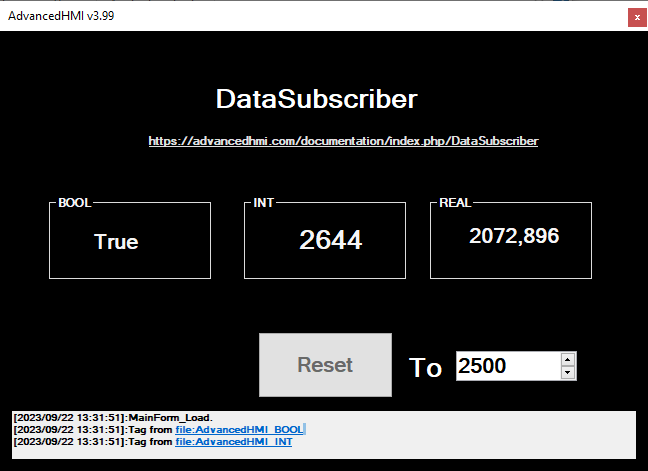 AdvancedHMI v3.99
x
DataSubscriber
https://advancedhmi.com/documentation/index.php/DataSubscriber
BOOL
True
INT
2644
REAL
2072,896
Reset
To
2500
[2023/09/22 13:31:51]:MainForm_Load.
[2023/09/22 13:31:51]:Tag from file:AdvancedHMI_BOOL
[2023/09/22 13:31:51]:Tag from file:AdvancedHMI_INT